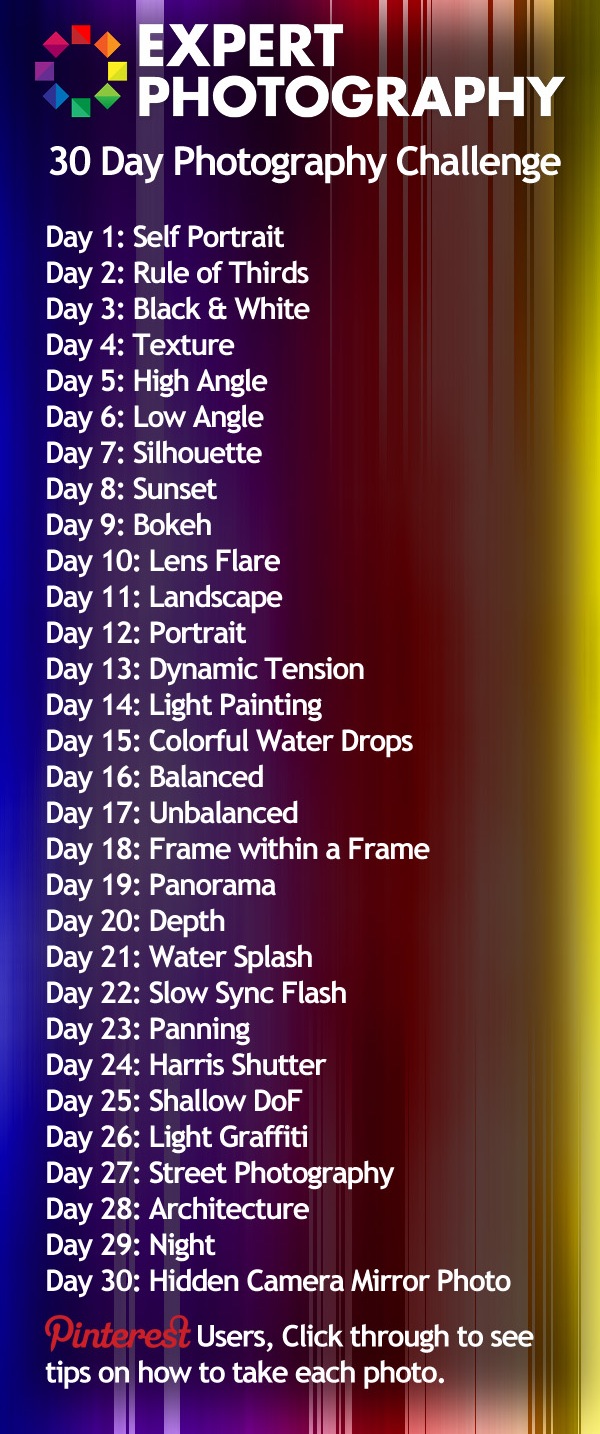 EXPERT
PHOTOGRAPHY
30 Day Photography Challenge
Day 1: Self Portrait
Day 2: Rule of Thirds
Day 3: Black & White
Day 4: Texture
Day 5: High Angle
Day 6: Low Angle
Day 7: Silhouette
Day 8: Sunset
Day 9: Bokeh
Day 10: Lens Flare
Day 11: Landscape
Day 12: Portrait
Day 13: Dynamic Tension
Day 14: Light Painting
Day 15: Colorful Water Drops
Day 16: Balanced
Day 17: Unbalanced
Day 18: Frame within a Frame
Day 19: Panorama
Day 20: Depth
Day 21: Water Splash
Day 22: Slow Sync Flash
Day 23: Panning
Day 24: Harris Shutter
Day 25: Shallow DoF
Day 26: Light Graffiti
Day 27: Street Photography
Day 28: Architecture
Day 29: Night
Day 30: Hidden Camera Mirror Photo
Pinterest Users, Click through to see
tips on how to take each photo.